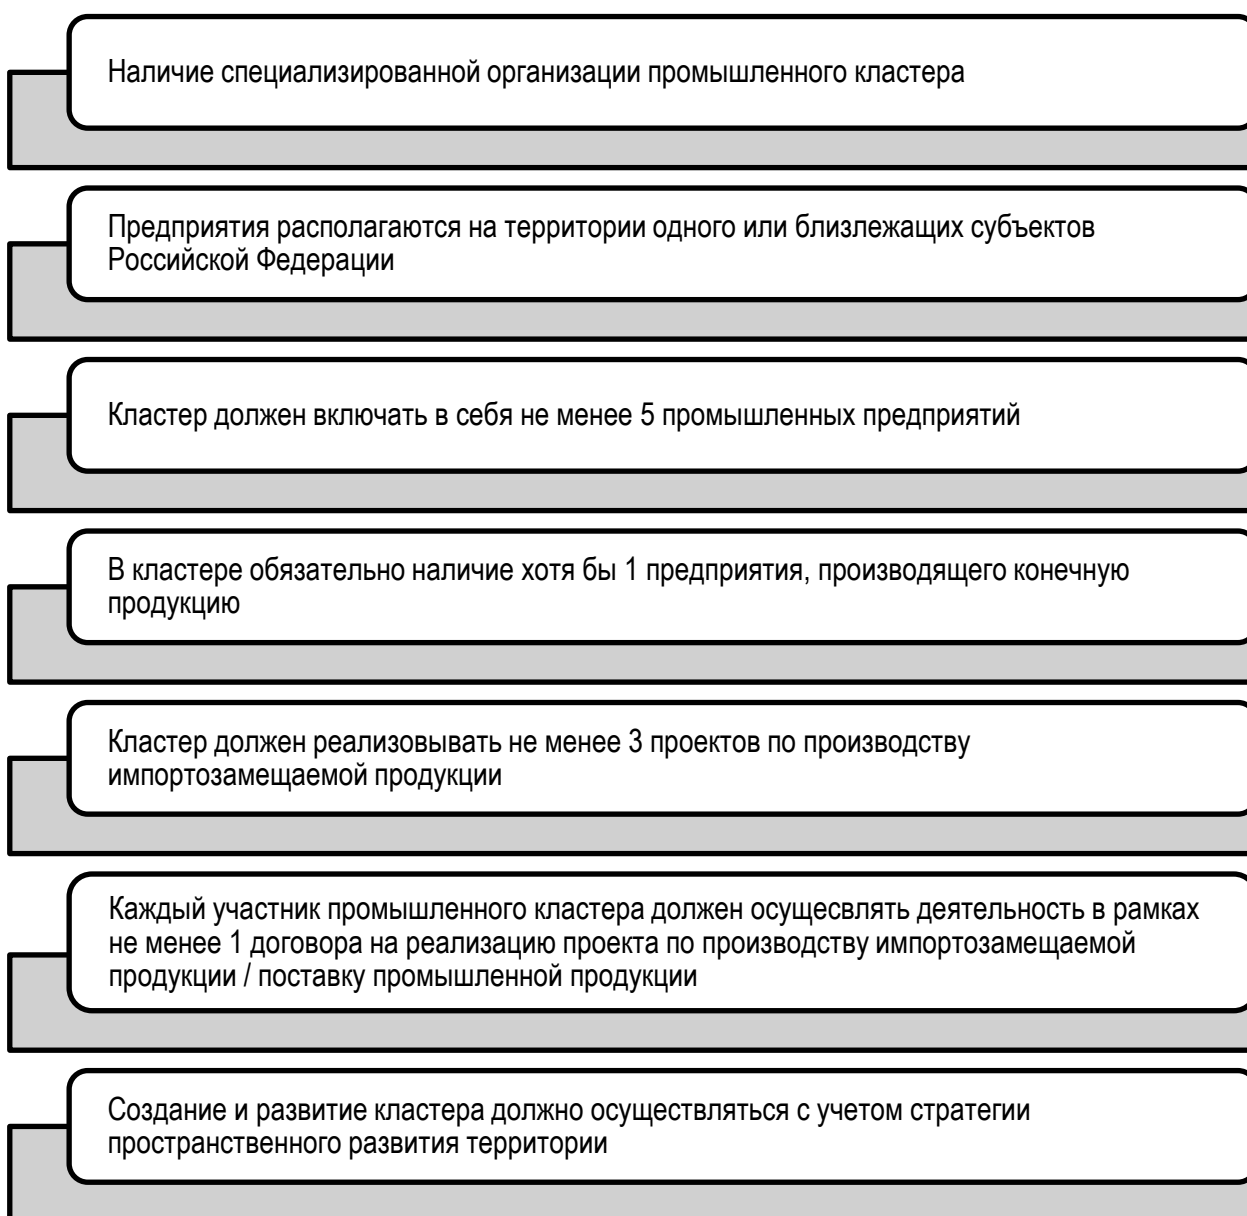 Наличие специализированной организации промышленного кластера
Предприятия располагаются на территории одного или близлежащих субъектов
Российской Федерации
Кластер должен включать в себя не менее 5 промышленных предприятий
В кластере обязательно наличие хотя бы 1 предприятия, производящего конечную
продукцию
Кластер должен реализовывать не менее 3 проектов по производству
импортозамещаемой продукции
Каждый участник промышленного кластера должен осущесвлять деятельность в рамках
не менее 1 договора на реализацию проекта по производству импортозамещаемой
продукции / поставку промышленной продукции
Создание и развитие кластера должно осуществляться с учетом стратегии
пространственного развития территории